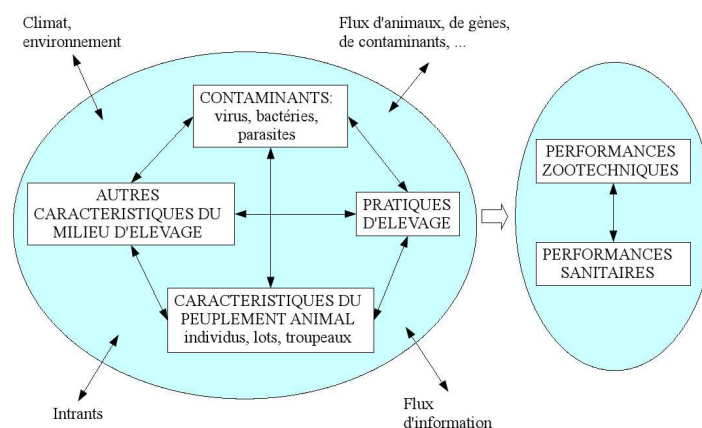 Climat,
environnement
Flux d'animaux, de gènes,
de contaminants, ...
CONTAMINANTS:
virus, bactéries,
parasites
PERFORMANCES
ZOOTECHNIQUES
AUTRES
CARACTERISTIQUES DU
MILIEU D'ELEVAGE
PRATIQUES
D'ELEVAGE
PERFORMANCES
SANITAIRES
CARACTERISTIQUES DU
PEUPLEMENT ANIMAL
individus, lots, troupeaux
Intrants
Flux
d'information